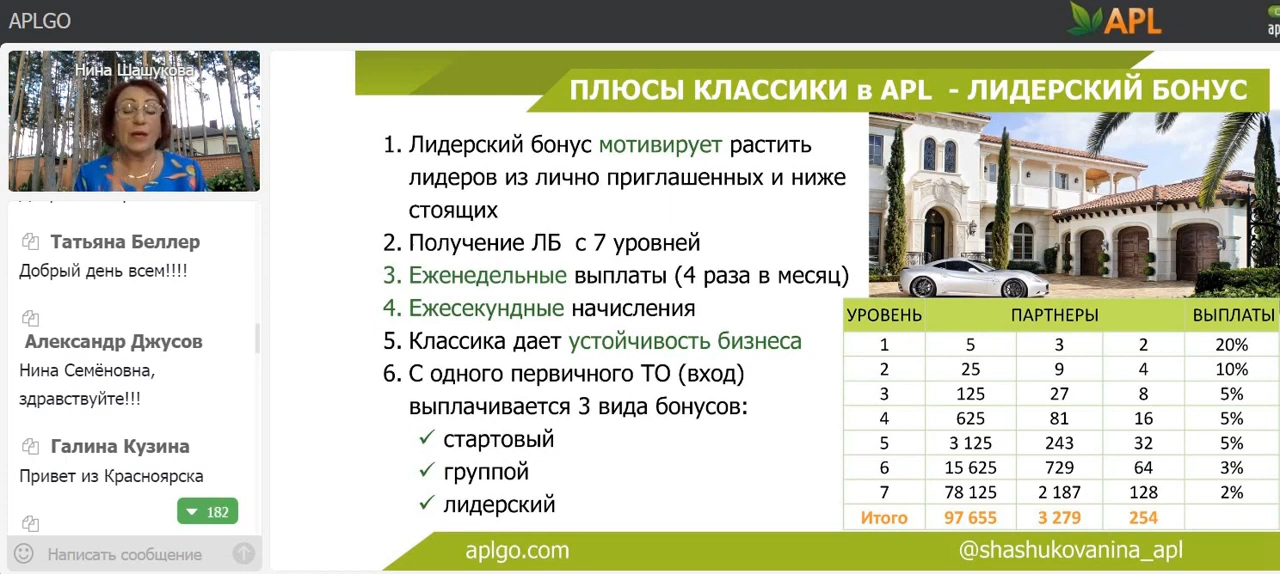 APLGO
APL
Нина Шашукова
Татьяна Беллер
Добрый день всем!!!!
Александр Джусов
Нина Семёновна,
здравствуйте!!!
Галина Кузина
Привет из Красноярска
182
Написать сообщение
ПЛЮСЫ КЛАССИКИ в APL - ЛИДЕРСКИЙ БОНУС
1. Лидерский бонус мотивирует растить
лидеров из лично приглашенных и ниже
стоящих
2. Получение ЛБ с 7 уровней
3. Еженедельные выплаты (4 раза в месяц)
4. Ежесекундные начисления
5. Классика дает устойчивость бизнеса
6. С одного первичного ТО (вход)
выплачивается 3 вида бонусов:
✓ стартовый
✓ группой
✓ лидерский
УРОВЕНЬ ПАРТНЕРЫ ВЫПЛАТЫ
1 5 3 2 20%
2 25 9 4 10%
3 125 27 8 5%
4 625 81 16 5%
5 3 125 243 32 5%
6 15 625 729 64 3%
7 78 125 2 187 128 2%
Итого 97 655 3 279 254
aplgo.com @shashukovanina_apl